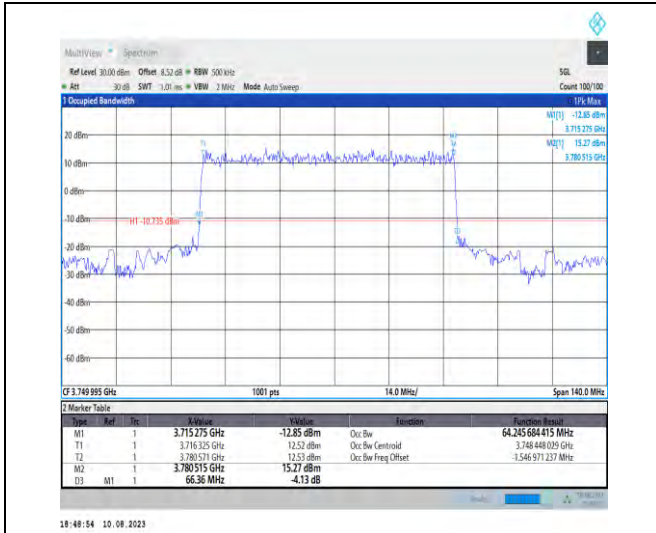 MultiView Spectrum
Ref Level 30.00 dBm Offset 8.52 dB RBW 500 kHz SGL
Att 30 dB SWT 1.01 ms VBW 2 MHz Mode Auto Sweep Count 100/100
1 Occupied Bandwidth 1Pk Max
M1[1] -12.85 dBm
3.715 275 GHz
M2[1] 15.27 dBm
3.780 515 GHz
20 dBm
10 dBm
0 dBm
-10 dBm
H1 -10.735 dBm
-20 dBm
-30 dBm
-40 dBm
-50 dBm
-60 dBm
CF 3.749 995 GHz 1001 pts 14.0 MHz/ Span 140.0 MHz
2 Marker Table
Type Ref Trc X-Value Y-Value Function Function Result
M1 1 3.715 275 GHz -12.85 dBm Occ Bw 64.245 684 415 MHz
T1 1 3.716 325 GHz 12.52 dBm Occ Bw Centroid 3.748 448 029 GHz
T2 1 3.780 571 GHz 12.53 dBm Occ Bw Freq Offset -1.546 971 237 MHz
M2 1 3.780 515 GHz 15.27 dBm
D3 M1 1 66.36 MHz -4.13 dB
18:48:54 10.08.2023